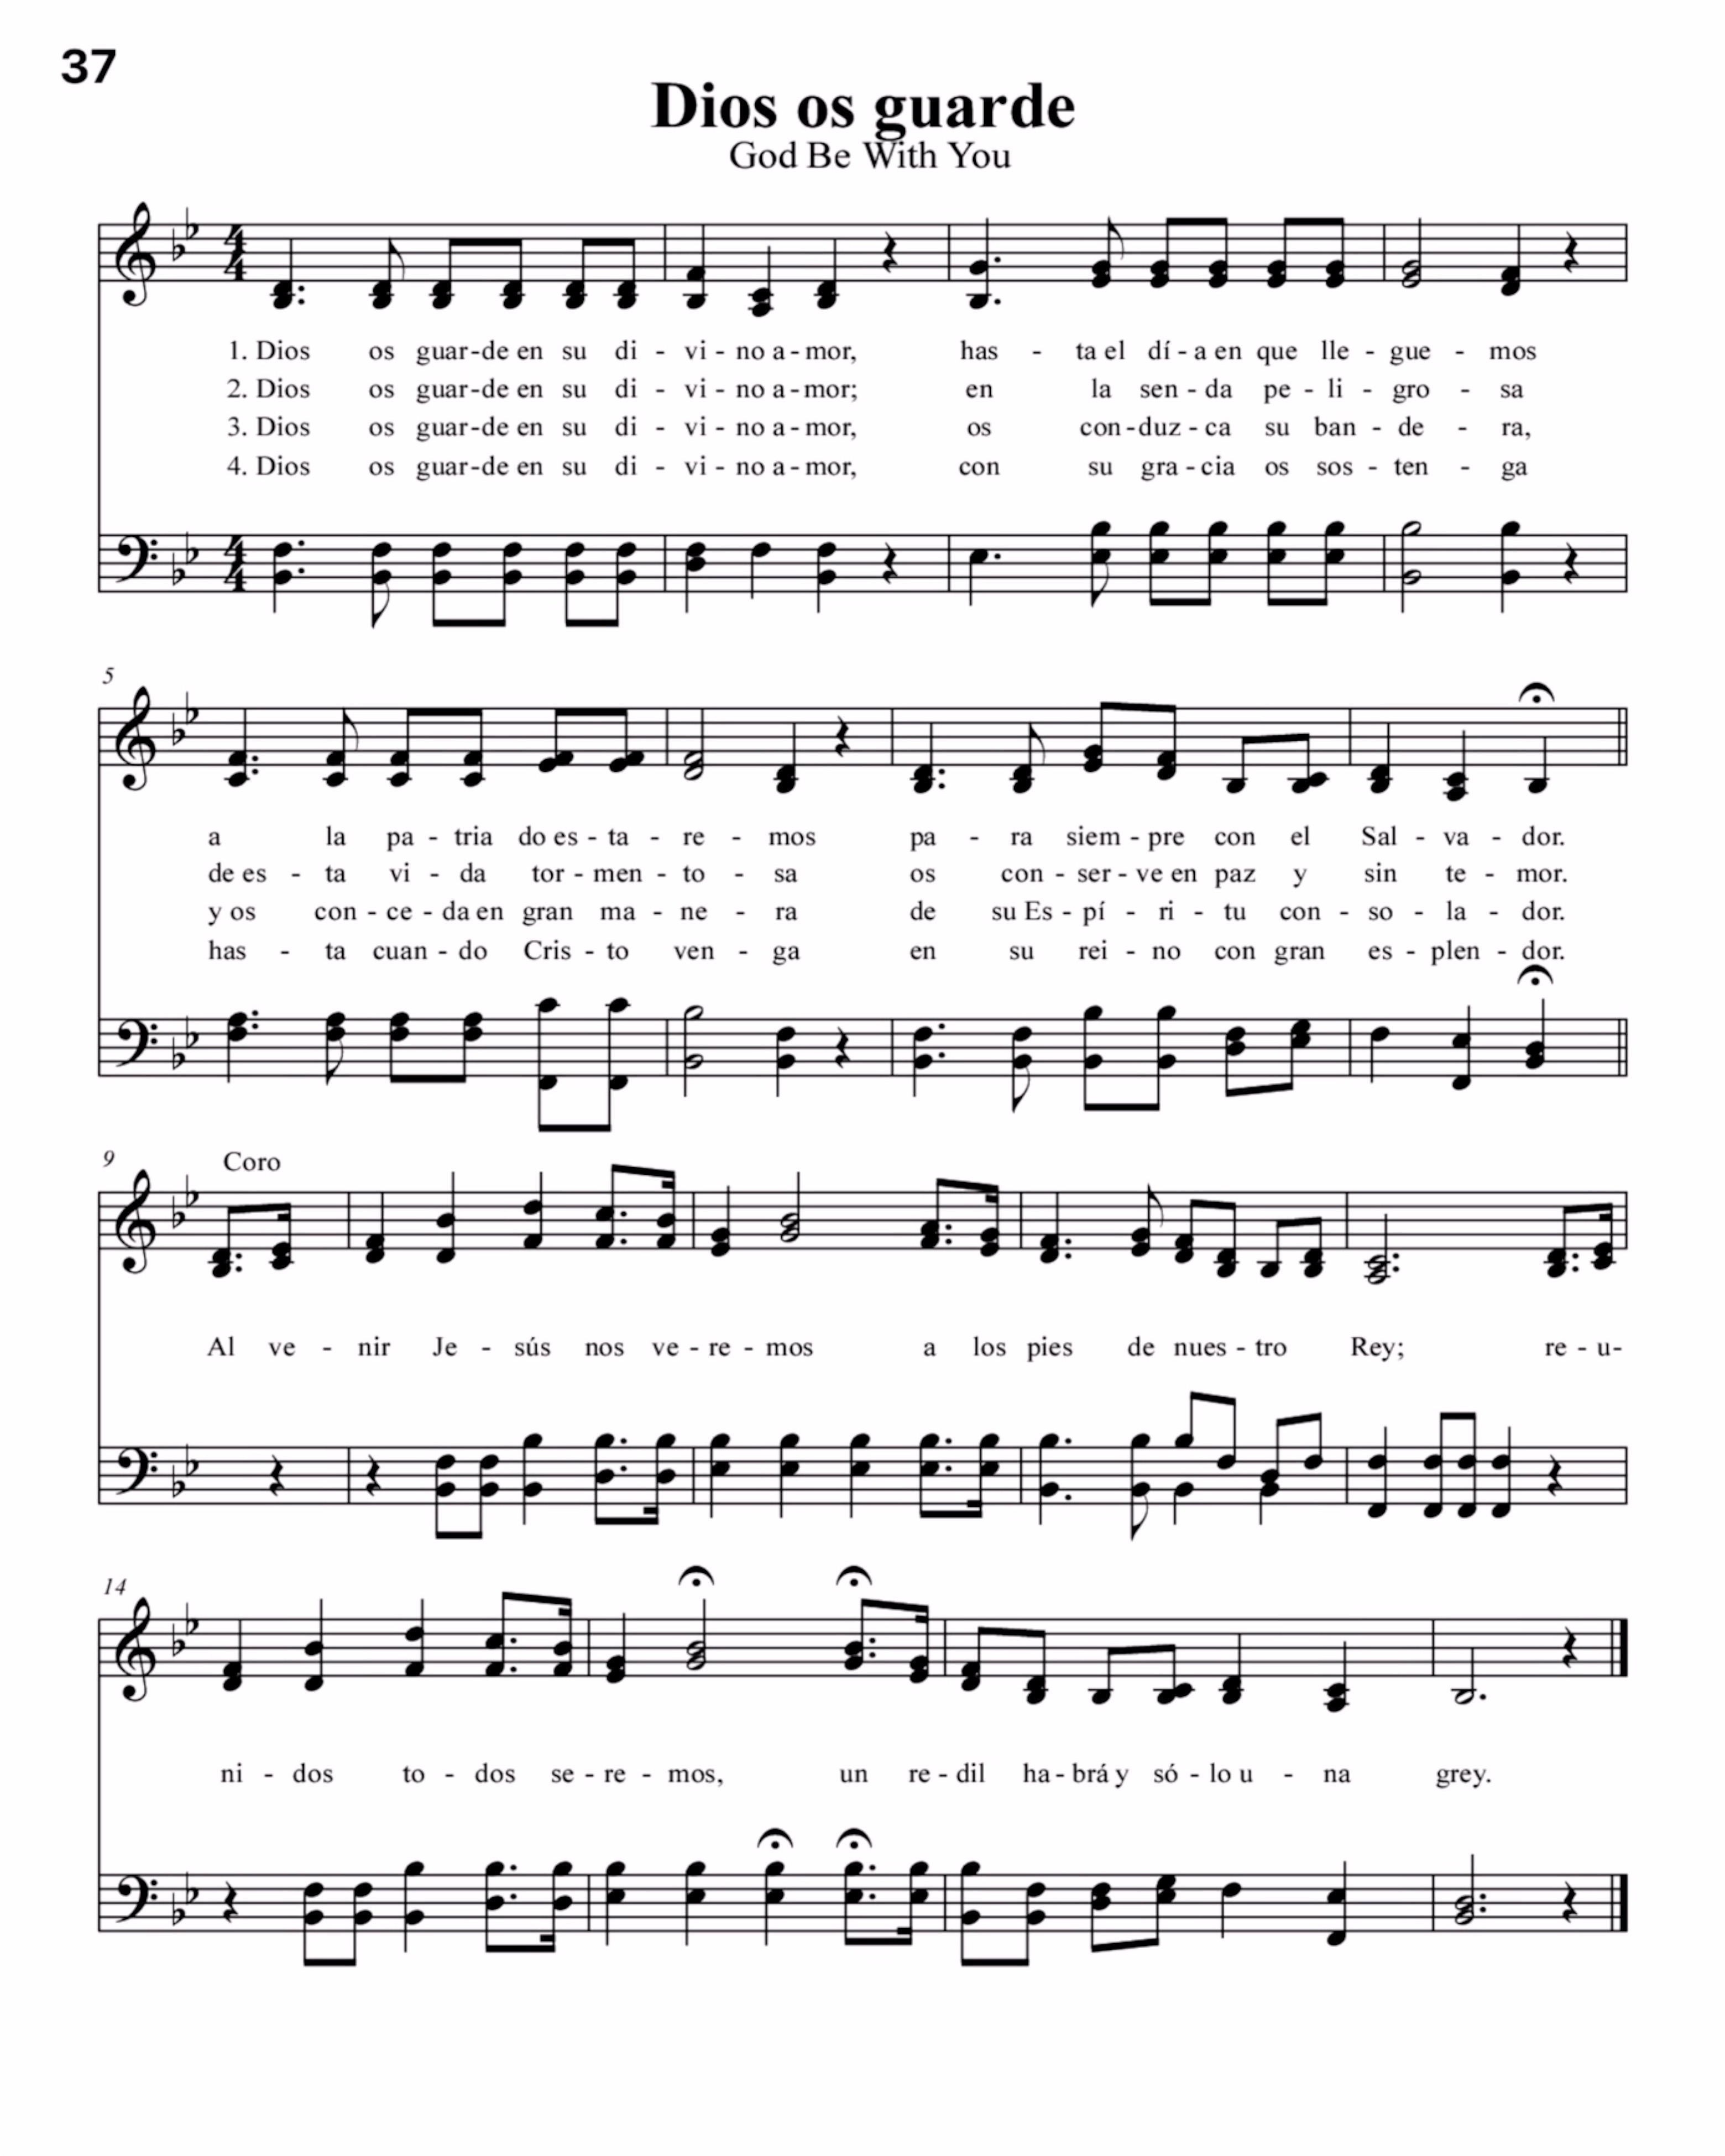 37
Dios os guarde
God Be With You
1. Dios os guar-de en su di - vi - no a - mor, has - ta el dí - a en que lle - gue - mos
2. Dios os guar-de en su di - vi - no a - mor; en la sen - da pe - li - gro - sa
3. Dios os guar-de en su di - vi - no a - mor, os con - duz - ca su ban - de - ra,
4. Dios os guar-de en su di - vi - no a - mor, con su gra - cia os sos - ten - ga
5
a la pa - tria do es - ta - re - mos pa - ra siem - pre con el Sal - va - dor.
de es - ta vi - da tor - men - to - sa os con - ser - ve en paz y sin te - mor.
y os con - ce - da en gran ma - ne - ra de su Es - pí - ri - tu con - so - la - dor.
has - ta cuan - do Cris - to ven - ga en su rei - no con gran es - plen - dor.
9 Coro
Al ve - nir Je - sús nos ve - re - mos a los pies de nues - tro Rey; re - u-
14
ni - dos to - dos se - re - mos, un re - dil ha - brá y só - lo u - na grey.